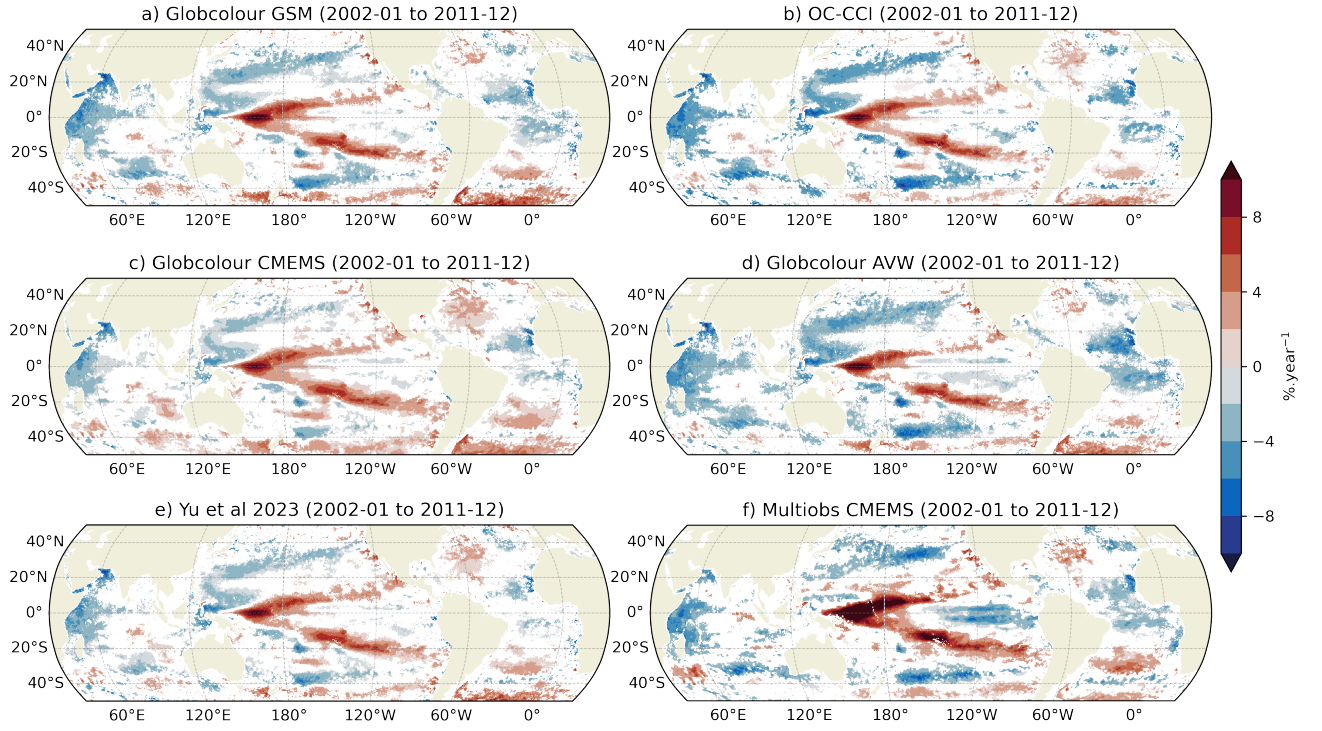 a) Globcolour GSM (2002-01 to 2011-12)
40°N
20°N
0°
20°S
40°S
60°E 120°E 180° 120°W 60°W 0°
b) OC-CCI (2002-01 to 2011-12)
40°N
20°N
0°
20°S
40°S
60°E 120°E 180° 120°W 60°W 0°
c) Globcolour CMEMS (2002-01 to 2011-12)
40°N
20°N
0°
20°S
40°S
60°E 120°E 180° 120°W 60°W 0°
d) Globcolour AVW (2002-01 to 2011-12)
40°N
20°N
0°
20°S
40°S
60°E 120°E 180° 120°W 60°W 0°
e) Yu et al 2023 (2002-01 to 2011-12)
40°N
20°N
0°
20°S
40°S
60°E 120°E 180° 120°W 60°W 0°
f) Multiobs CMEMS (2002-01 to 2011-12)
40°N
20°N
0°
20°S
40°S
60°E 120°E 180° 120°W 60°W 0°
8
4
0
−4
−8
%.year⁻¹